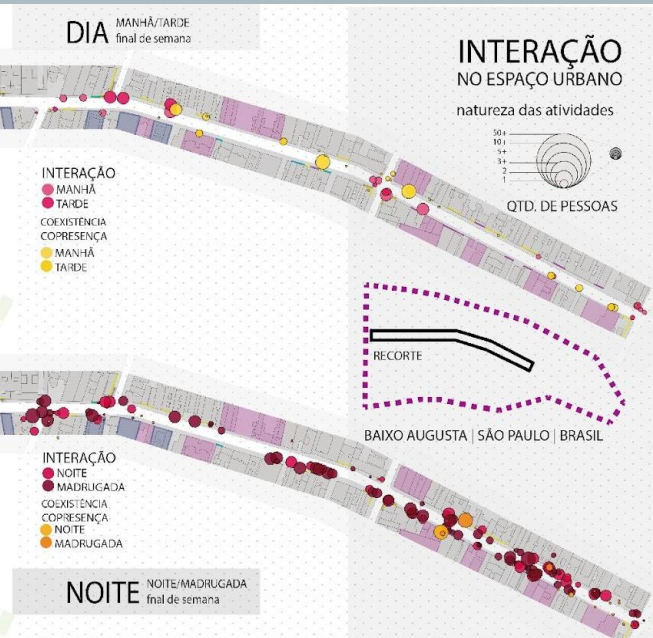 DIA MANHÃ/TARDE
final de semana
INTERAÇÃO
NO ESPAÇO URBANO
natureza das atividades
50+
10+
5+
3+
2
1
QTD. DE PESSOAS
INTERAÇÃO
MANHÃ
TARDE
COEXISTÊNCIA
COPRESENÇA
MANHÃ
TARDE
RECORTE
BAIXO AUGUSTA | SÃO PAULO | BRASIL
INTERAÇÃO
NOITE
MADRUGADA
COEXISTÊNCIA
COPRESENÇA
NOITE
MADRUGADA
NOITE NOITE/MADRUGADA
final de semana